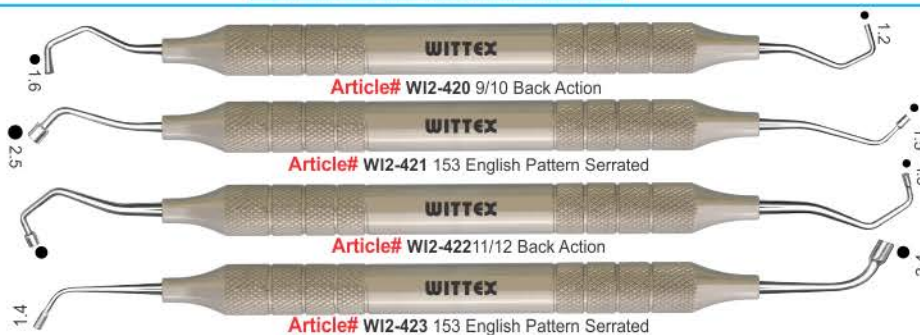 WITTEX
1.2
1.6
Article# WI2-420 9/10 Back Action
WITTEX
2.5
Article# WI2-421 153 English Pattern Serrated
WITTEX
Article# WI2-42211/12 Back Action
WITTEX
1.4
Article# WI2-423 153 English Pattern Serrated